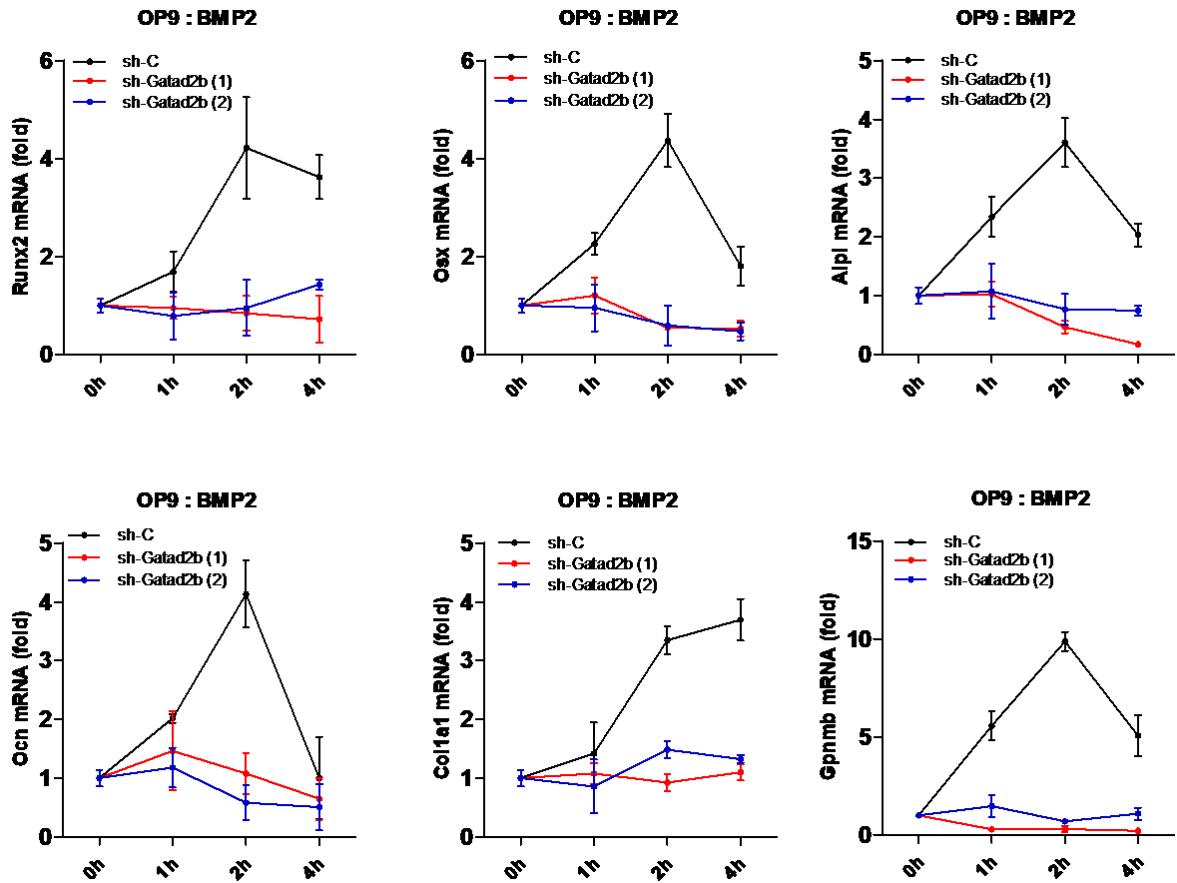 OP9 : BMP2
sh-C
sh-Gatad2b (1)
sh-Gatad2b (2)
Runx2 mRNA (fold)
6
4
2
0
0h
1h
2h
4h
OP9 : BMP2
sh-C
sh-Gatad2b (1)
sh-Gatad2b (2)
Osx mRNA (fold)
6
4
2
0
0h
1h
2h
4h
OP9 : BMP2
sh-C
sh-Gatad2b (1)
sh-Gatad2b (2)
Alpl mRNA (fold)
5
4
3
2
1
0
0h
1h
2h
4h
OP9 : BMP2
sh-C
sh-Gatad2b (1)
sh-Gatad2b (2)
Ocn mRNA (fold)
5
4
3
2
1
0
0h
1h
2h
4h
OP9 : BMP2
sh-C
sh-Gatad2b (1)
sh-Gatad2b (2)
Col1a1 mRNA (fold)
5
4
3
2
1
0
0h
1h
2h
4h
OP9 : BMP2
sh-C
sh-Gatad2b (1)
sh-Gatad2b (2)
Gpnmb mRNA (fold)
15
10
5
0
0h
1h
2h
4h